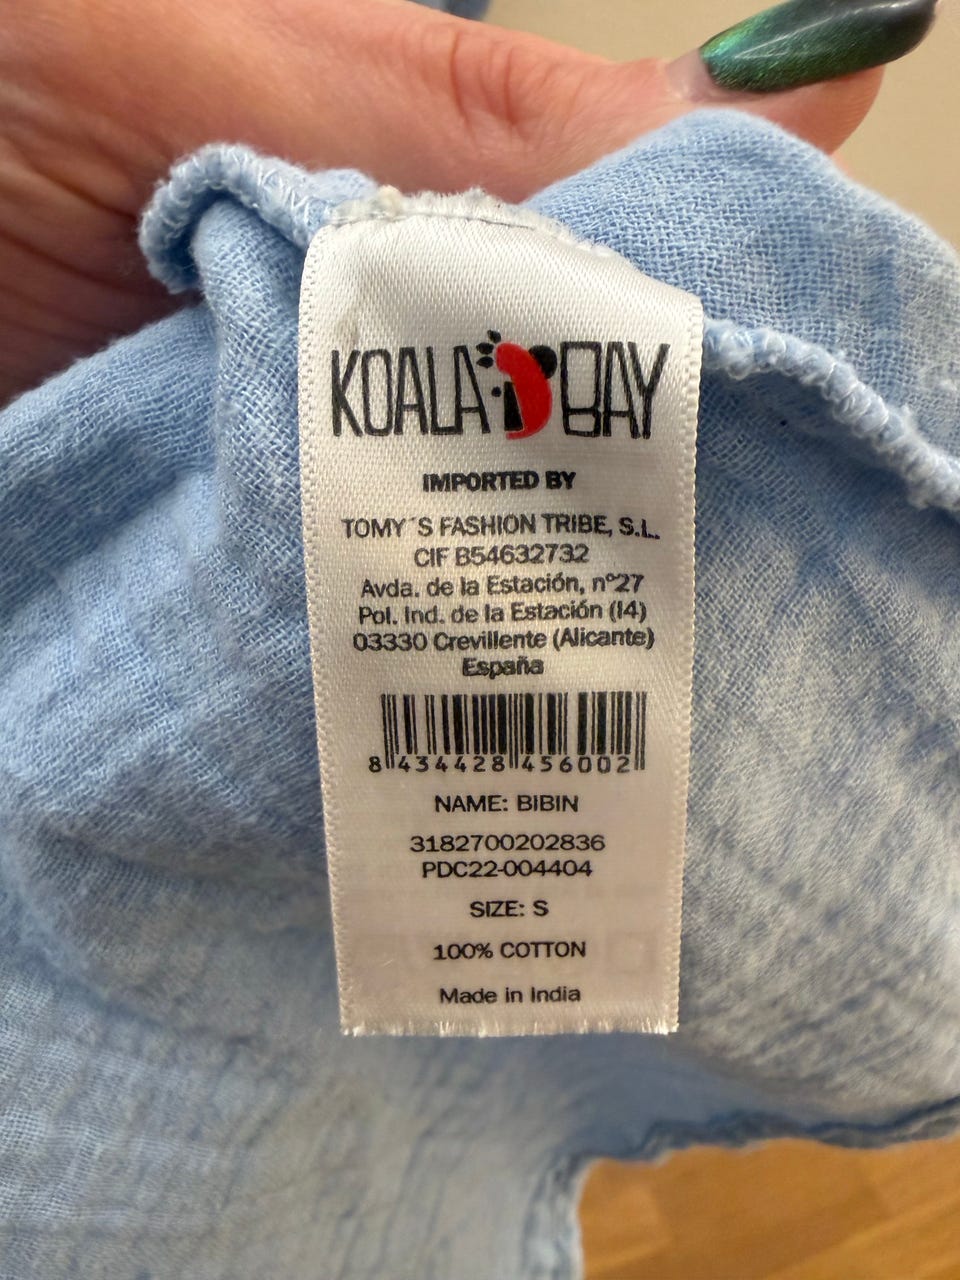 KOALA BAY
IMPORTED BY
TOMY´S FASHION TRIBE, S.L.
CIF B54632732
Avda. de la Estación, nº27
Pol. Ind. de la Estación (I4)
03330 Crevillente (Alicante)
España
8 434428 456002
NAME: BIBIN
3182700202836
PDC22-004404
SIZE: S
100% COTTON
Made in India